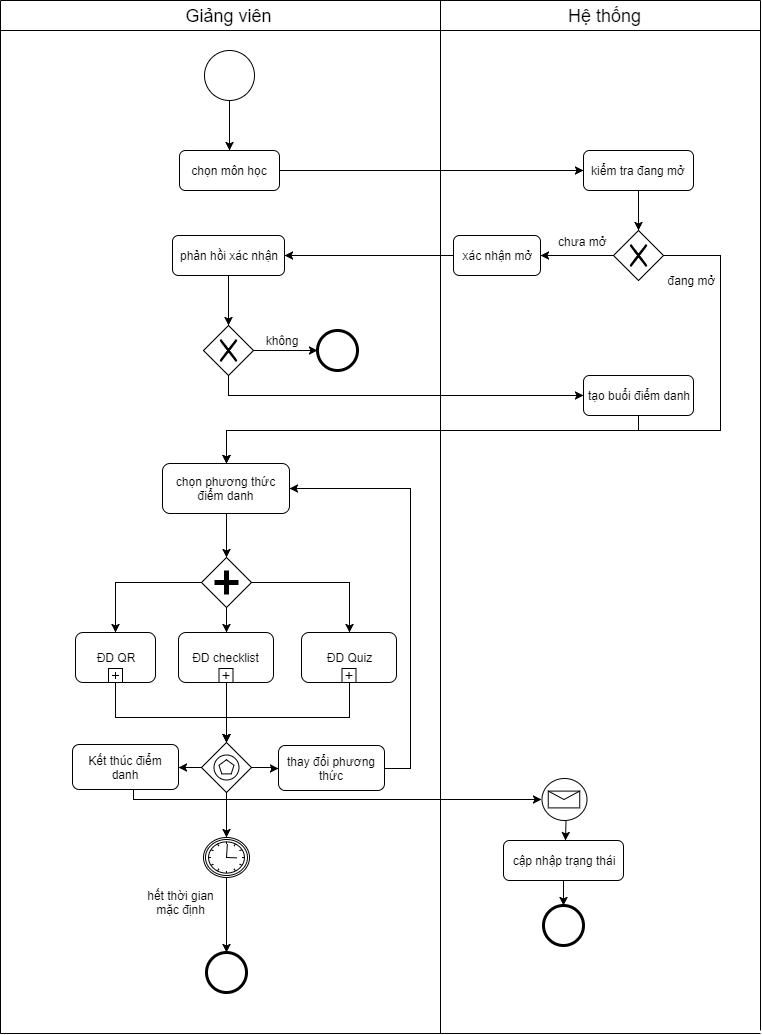 Giảng viên
Hệ thống
chọn môn học
kiểm tra đang mở
phản hồi xác nhận
xác nhận mở
chưa mở
đang mở
không
tạo buổi điểm danh
chọn phương thức
điểm danh
ĐD QR
ĐD checklist
ĐD Quiz
Kết thúc điểm
danh
thay đổi phương
thức
cập nhập trạng thái
hết thời gian
mặc định